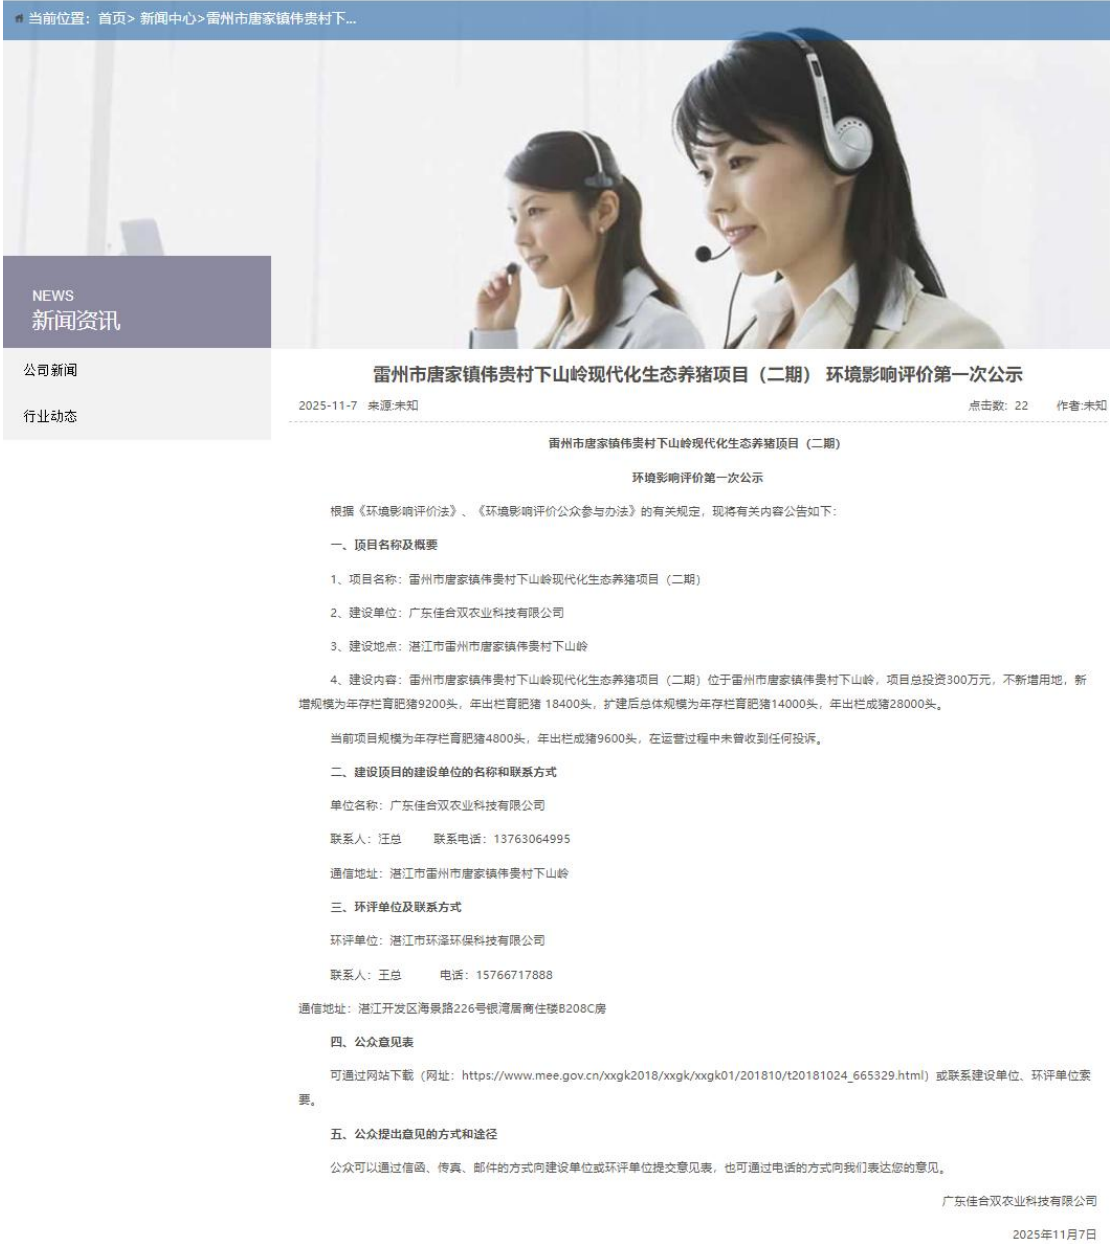 当前位置：首页> 新闻中心>雷州市唐家镇伟贵村下...
NEWS
新闻资讯
公司新闻
行业动态
雷州市唐家镇伟贵村下山岭现代化生态养猪项目（二期） 环境影响评价第一次公示
2025-11-7 来源:未知 点击数: 22 作者:未知
雷州市唐家镇伟贵村下山岭现代化生态养猪项目（二期）
环境影响评价第一次公示
根据《环境影响评价法》、《环境影响评价公众参与办法》的有关规定，现将有关内容公告如下：
一、项目名称及概要
1、项目名称：雷州市唐家镇伟贵村下山岭现代化生态养猪项目（二期）
2、建设单位：广东佳合双农业科技有限公司
3、建设地点：湛江市雷州市唐家镇伟贵村下山岭
4、建设内容：雷州市唐家镇伟贵村下山岭现代化生态养猪项目（二期）位于雷州市唐家镇伟贵村下山岭，项目总投资300万元，不新增用地，新
增规模为年存栏育肥猪9200头，年出栏育肥猪 18400头，扩建后总体规模为年存栏育肥猪14000头，年出栏成猪28000头。
当前项目规模为年存栏育肥猪4800头，年出栏成猪9600头，在运营过程中未曾收到任何投诉。
二、建设项目的建设单位的名称和联系方式
单位名称：广东佳合双农业科技有限公司
联系人：汪总 联系电话：13763064995
通信地址：湛江市雷州市唐家镇伟贵村下山岭
三、环评单位及联系方式
环评单位：湛江市环泽环保科技有限公司
联系人：王总 电话：15766717888
通信地址：湛江开发区海景路226号银湾居商住楼B208C房
四、公众意见表
可通过网站下载（网址：https://www.mee.gov.cn/xxgk2018/xxgk/xxgk01/201810/t20181024_665329.html）或联系建设单位、环评单位索
要。
五、公众提出意见的方式和途径
公众可以通过信函、传真、邮件的方式向建设单位或环评单位提交意见表，也可通过电话的方式向我们表达您的意见。
广东佳合双农业科技有限公司
2025年11月7日